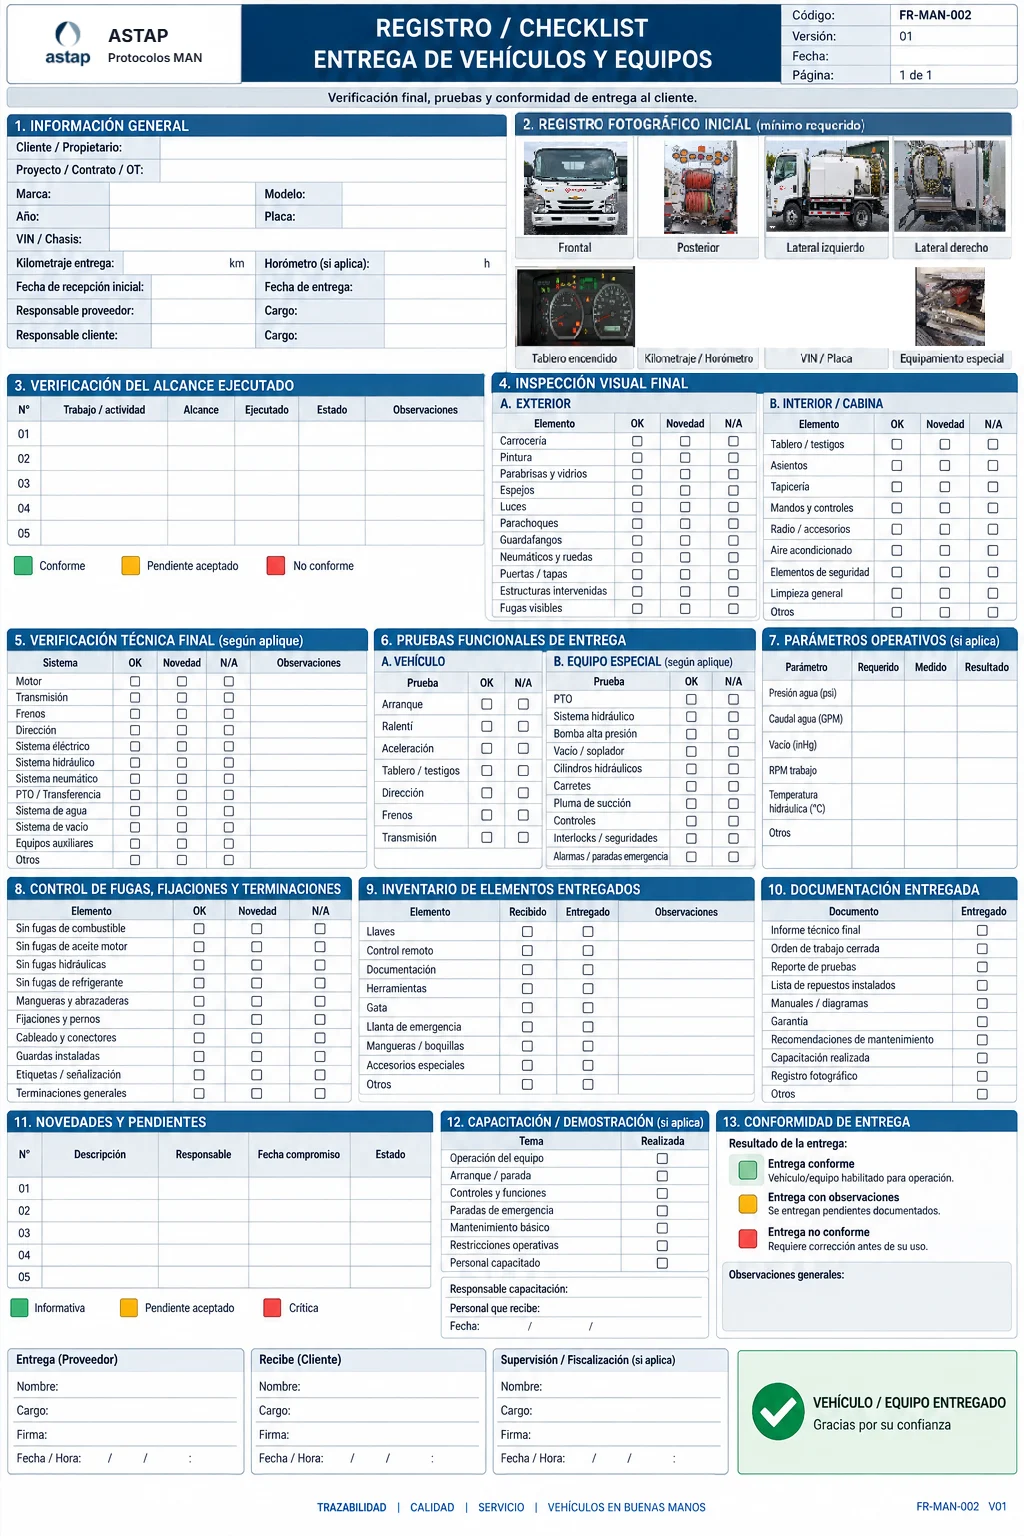 astap
ASTAP
Protocolos MAN
REGISTRO / CHECKLIST
ENTREGA DE VEHÍCULOS Y EQUIPOS
Código: FR-MAN-002
Versión: 01
Fecha:
Página: 1 de 1
Verificación final, pruebas y conformidad de entrega al cliente.
1. INFORMACIÓN GENERAL
Cliente / Propietario:
Proyecto / Contrato / OT:
Marca: Modelo:
Año: Placa:
VIN / Chasis:
Kilometraje entrega: km Horómetro (si aplica): h
Fecha de recepción inicial: Fecha de entrega:
Responsable proveedor: Cargo:
Responsable cliente: Cargo:
2. REGISTRO FOTOGRÁFICO INICIAL (mínimo requerido)
Frontal Posterior Lateral izquierdo Lateral derecho
Tablero encendido Kilometraje / Horómetro VIN / Placa Equipamiento especial
3. VERIFICACIÓN DEL ALCANCE EJECUTADO
N° Trabajo / actividad Alcance Ejecutado Estado Observaciones
01
02
03
04
05
Conforme Pendiente aceptado No conforme
4. INSPECCIÓN VISUAL FINAL
A. EXTERIOR
Elemento OK Novedad N/A
Carrocería
Pintura
Parabrisas y vidrios
Espejos
Luces
Parachoques
Guardafangos
Neumáticos y ruedas
Puertas / tapas
Estructuras intervenidas
Fugas visibles
B. INTERIOR / CABINA
Elemento OK Novedad N/A
Tablero / testigos
Asientos
Tapicería
Mandos y controles
Radio / accesorios
Aire acondicionado
Elementos de seguridad
Limpieza general
Otros
5. VERIFICACIÓN TÉCNICA FINAL (según aplique)
Sistema OK Novedad N/A Observaciones
Motor
Transmisión
Frenos
Dirección
Sistema éléctrico
Sistema hidráulico
Sistema neumático
PTO / Transferencia
Sistema de agua
Sistema de vacio
Equipos auxiliares
Otros
6. PRUEBAS FUNCIONALES DE ENTREGA
A. VEHÍCULO
Prueba OK N/A
Arranque
Ralentí
Aceleración
Tablero / testigos
Dirección
Frenos
Transmisión
B. EQUIPO ESPECIAL (según aplique)
Prueba OK N/A
PTO
Sistema hidráulico
Bomba alta presión
Vacío / soplador
Cilindros hidráulicos
Carretes
Pluma de succión
Controles
Interlocks / seguridades
Alarmas / paradas emergencia
7. PARÁMETROS OPERATIVOS (si aplica)
Parámetro Requerido Medido Resultado
Presión agua (psi)
Caudal agua (GPM)
Vacío (inHg)
RPM trabajo
Temperatura
hidráulica (°C)
Otros
8. CONTROL DE FUGAS, FIJACIONES Y TERMINACIONES
Elemento OK Novedad N/A
Sin fugas de combustible
Sin fugas de aceite motor
Sin fugas hidráulicas
Sin fugas de refrigerante
Mangueras y abrazaderas
Fijaciones y pernos
Cableado y conectores
Guardas instaladas
Etiquetas / señalización
Terminaciones generales
9. INVENTARIO DE ELEMENTOS ENTREGADOS
Elemento Recibido Entregado Observaciones
Llaves
Control remoto
Documentación
Herramientas
Gata
Llanta de emergencia
Mangueras / boquillas
Accesorios especiales
Otros
10. DOCUMENTACIÓN ENTREGADA
Documento Entregado
Informe técnico final
Orden de trabajo cerrada
Reporte de pruebas
Lista de repuestos instalados
Manuales / diagramas
Garantía
Recomendaciones de mantenimiento
Capacitación realizada
Registro fotográfico
Otros
11. NOVEDADES Y PENDIENTES
N° Descripción Responsable Fecha compromiso Estado
01
02
03
04
05
Informativa Pendiente aceptado Crítica
12. CAPACITACIÓN / DEMOSTRACIÓN (si aplica)
Tema Realizada
Operación del equipo
Arranque / parada
Controles y funciones
Paradas de emergencia
Mantenimiento básico
Restricciones operativas
Personal capacitado
Responsable capacitación:
Personal que recibe:
Fecha: / /
13. CONFORMIDAD DE ENTREGA
Resultado de la entrega:
Entrega conforme
Vehículo/equipo habilitado para operación.
Entrega con observaciones
Se entregan pendientes documentados.
Entrega no conforme
Requiere corrección antes de su uso.
Observaciones generales:
Entrega (Proveedor)
Nombre:
Cargo:
Firma:
Fecha / Hora: / / :
Recibe (Cliente)
Nombre:
Cargo:
Firma:
Fecha / Hora: / / :
Supervisión / Fiscalización (si aplica)
Nombre:
Cargo:
Firma:
Fecha / Hora: / / :
VEHÍCULO / EQUIPO ENTREGADO
Gracias por su confianza
TRAZABILIDAD | CALIDAD | SERVICIO | VEHÍCULOS EN BUENAS MANOS
FR-MAN-002 V01